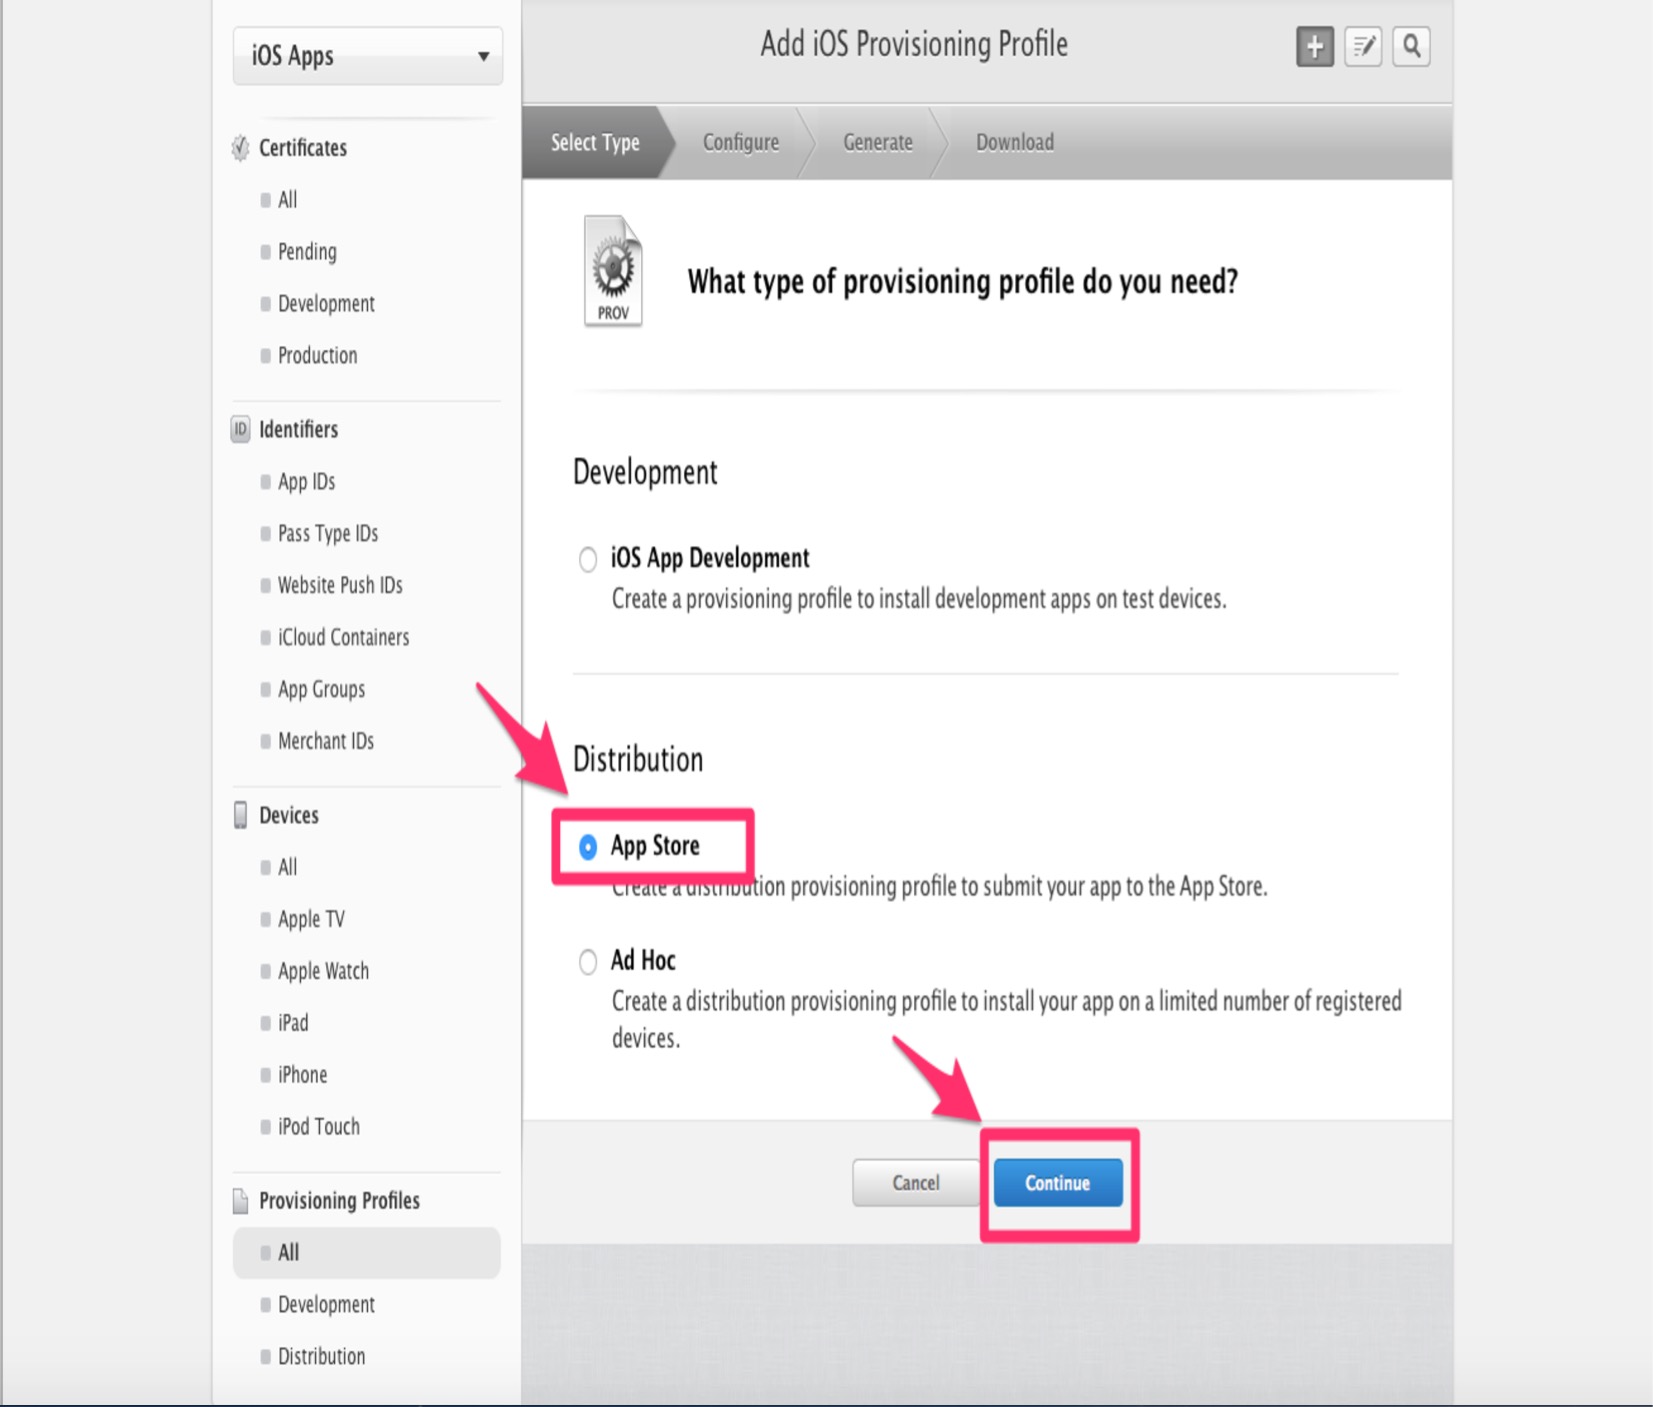 iOS Apps
Certificates
All
Pending
Development
Production
ID Identifiers
App IDs
Pass Type IDs
Website Push IDs
iCloud Containers
App Groups
Merchant IDs
Devices
All
Apple TV
Apple Watch
iPad
iPhone
iPod Touch
Provisioning Profiles
All
Development
Distribution
Add iOS Provisioning Profile
Select Type
Configure
Generate
Download
PROV
What type of provisioning profile do you need?
Development
iOS App Development
Create a provisioning profile to install development apps on test devices.
Distribution
App Store
Create a distribution provisioning profile to submit your app to the App Store.
Ad Hoc
Create a distribution provisioning profile to install your app on a limited number of registered
devices.
Cancel
Continue